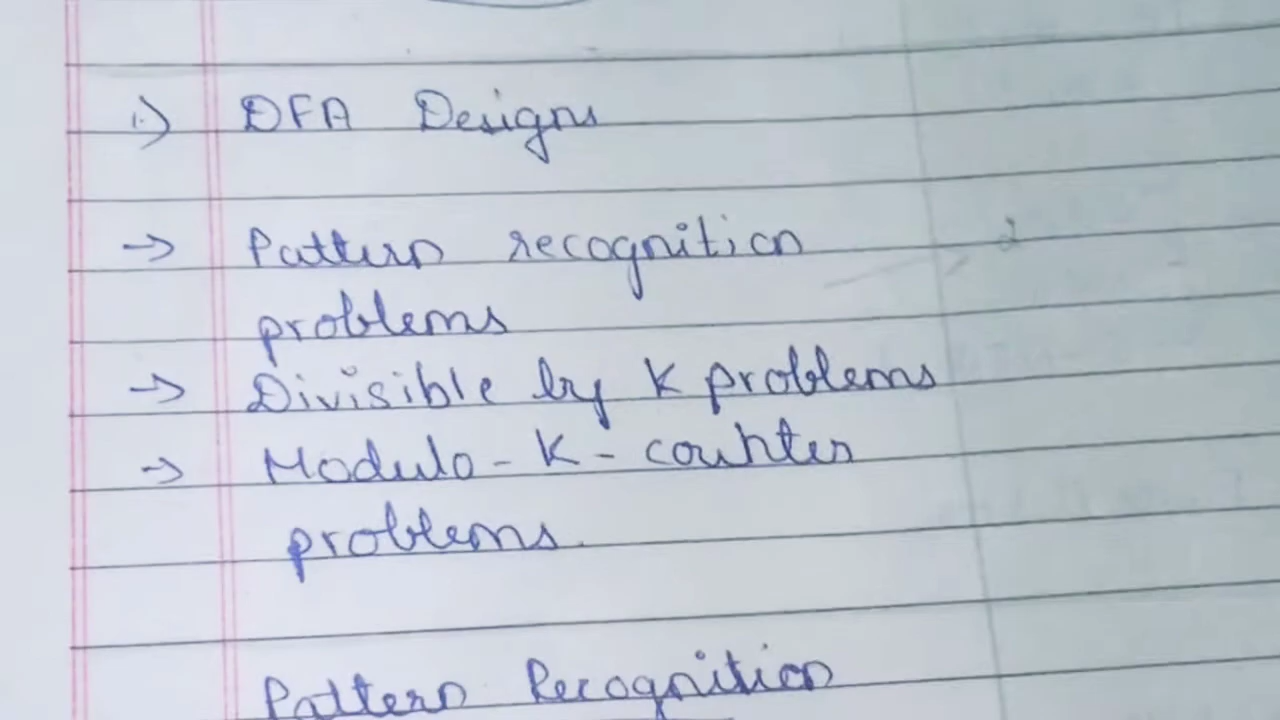 1.) DFA Designs
→ Pattern recognition
problems
→ Divisible by K problems
→ Modulo - K - counter
problems.
Pattern Recognition